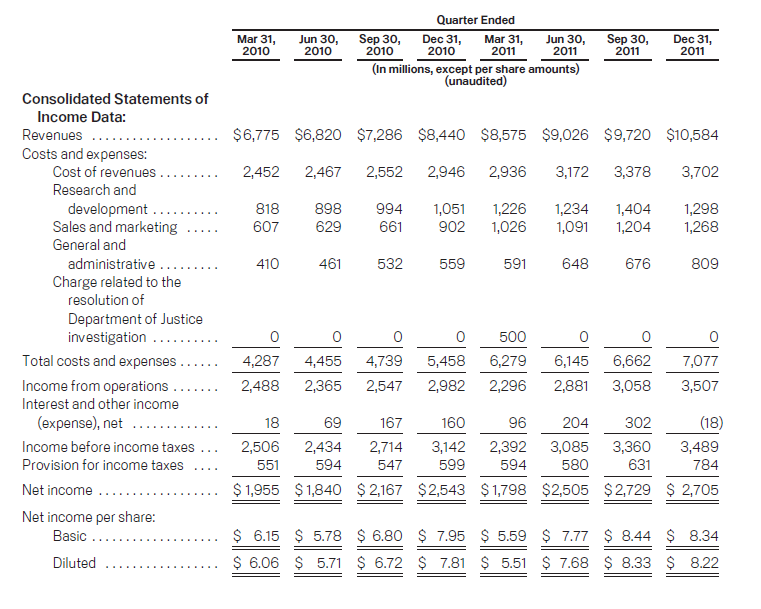 Quarter Ended
Mar 31, Jun 30, Sep 30, Dec 31, Mar 31, Jun 30, Sep 30, Dec 31,
2010 2010 2010 2010 2011 2011 2011 2011
(In millions, except per share amounts)
(unaudited)
Consolidated Statements of
Income Data:
Revenues ................... $6,775 $6,820 $7,286 $8,440 $8,575 $9,026 $9,720 $10,584
Costs and expenses:
Cost of revenues ......... 2,452 2,467 2,552 2,946 2,936 3,172 3,378 3,702
Research and
development .......... 818 898 994 1,051 1,226 1,234 1,404 1,298
Sales and marketing ..... 607 629 661 902 1,026 1,091 1,204 1,268
General and
administrative ......... 410 461 532 559 591 648 676 809
Charge related to the
resolution of
Department of Justice
investigation .......... 0 0 0 0 500 0 0 0
Total costs and expenses ...... 4,287 4,455 4,739 5,458 6,279 6,145 6,662 7,077
Income from operations ....... 2,488 2,365 2,547 2,982 2,296 2,881 3,058 3,507
Interest and other income
(expense), net ............. 18 69 167 160 96 204 302 (18)
Income before income taxes ... 2,506 2,434 2,714 3,142 2,392 3,085 3,360 3,489
Provision for income taxes .... 551 594 547 599 594 580 631 784
Net income .................. $ 1,955 $ 1,840 $ 2,167 $2,543 $ 1,798 $2,505 $ 2,729 $ 2,705
Net income per share:
Basic ................... $ 6.15 $ 5.78 $ 6.80 $ 7.95 $ 5.59 $ 7.77 $ 8.44 $ 8.34
Diluted ................. $ 6.06 $ 5.71 $ 6.72 $ 7.81 $ 5.51 $ 7.68 $ 8.33 $ 8.22